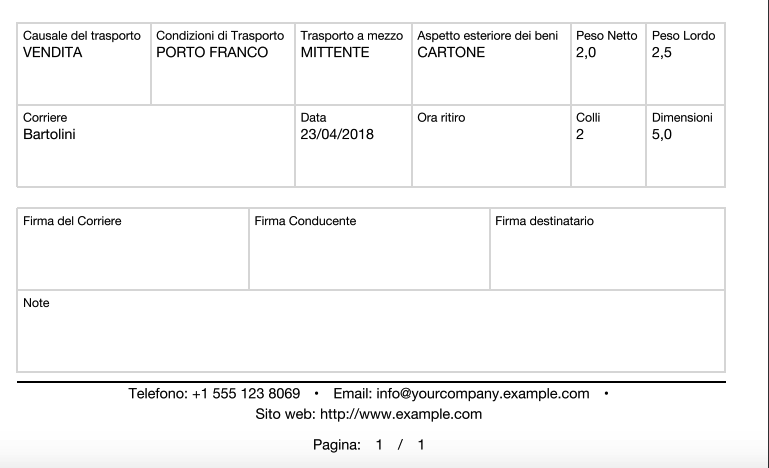 Causale del trasporto Condizioni di Trasporto Trasporto a mezzo Aspetto esteriore dei beni Peso Netto Peso Lordo
VENDITA PORTO FRANCO MITTENTE CARTONE 2,0 2,5
Corriere Data Ora ritiro Colli Dimensioni
Bartolini 23/04/2018 2 5,0
Firma del Corriere Firma Conducente Firma destinatario
Note
Telefono: +1 555 123 8069 • Email: info@yourcompany.example.com •
Sito web: http://www.example.com
Pagina: 1 / 1